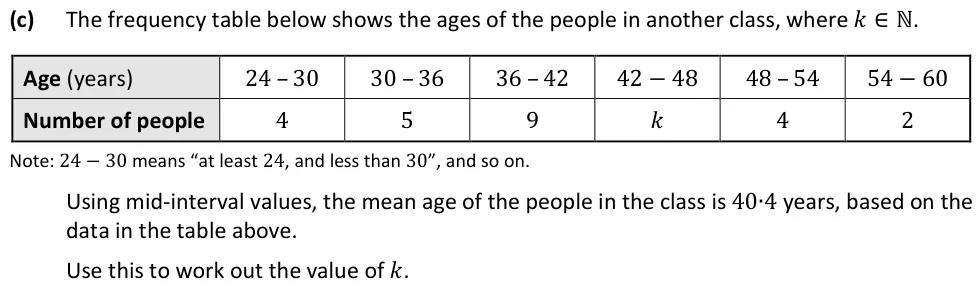 (c) The frequency table below shows the ages of the people in another class, where k ∈ ℕ.
Age (years) 24 – 30 30 – 36 36 – 42 42 − 48 48 – 54 54 − 60
Number of people 4 5 9 k 4 2
Note: 24 − 30 means “at least 24, and less than 30”, and so on.
Using mid-interval values, the mean age of the people in the class is 40·4 years, based on the
data in the table above.
Use this to work out the value of k.